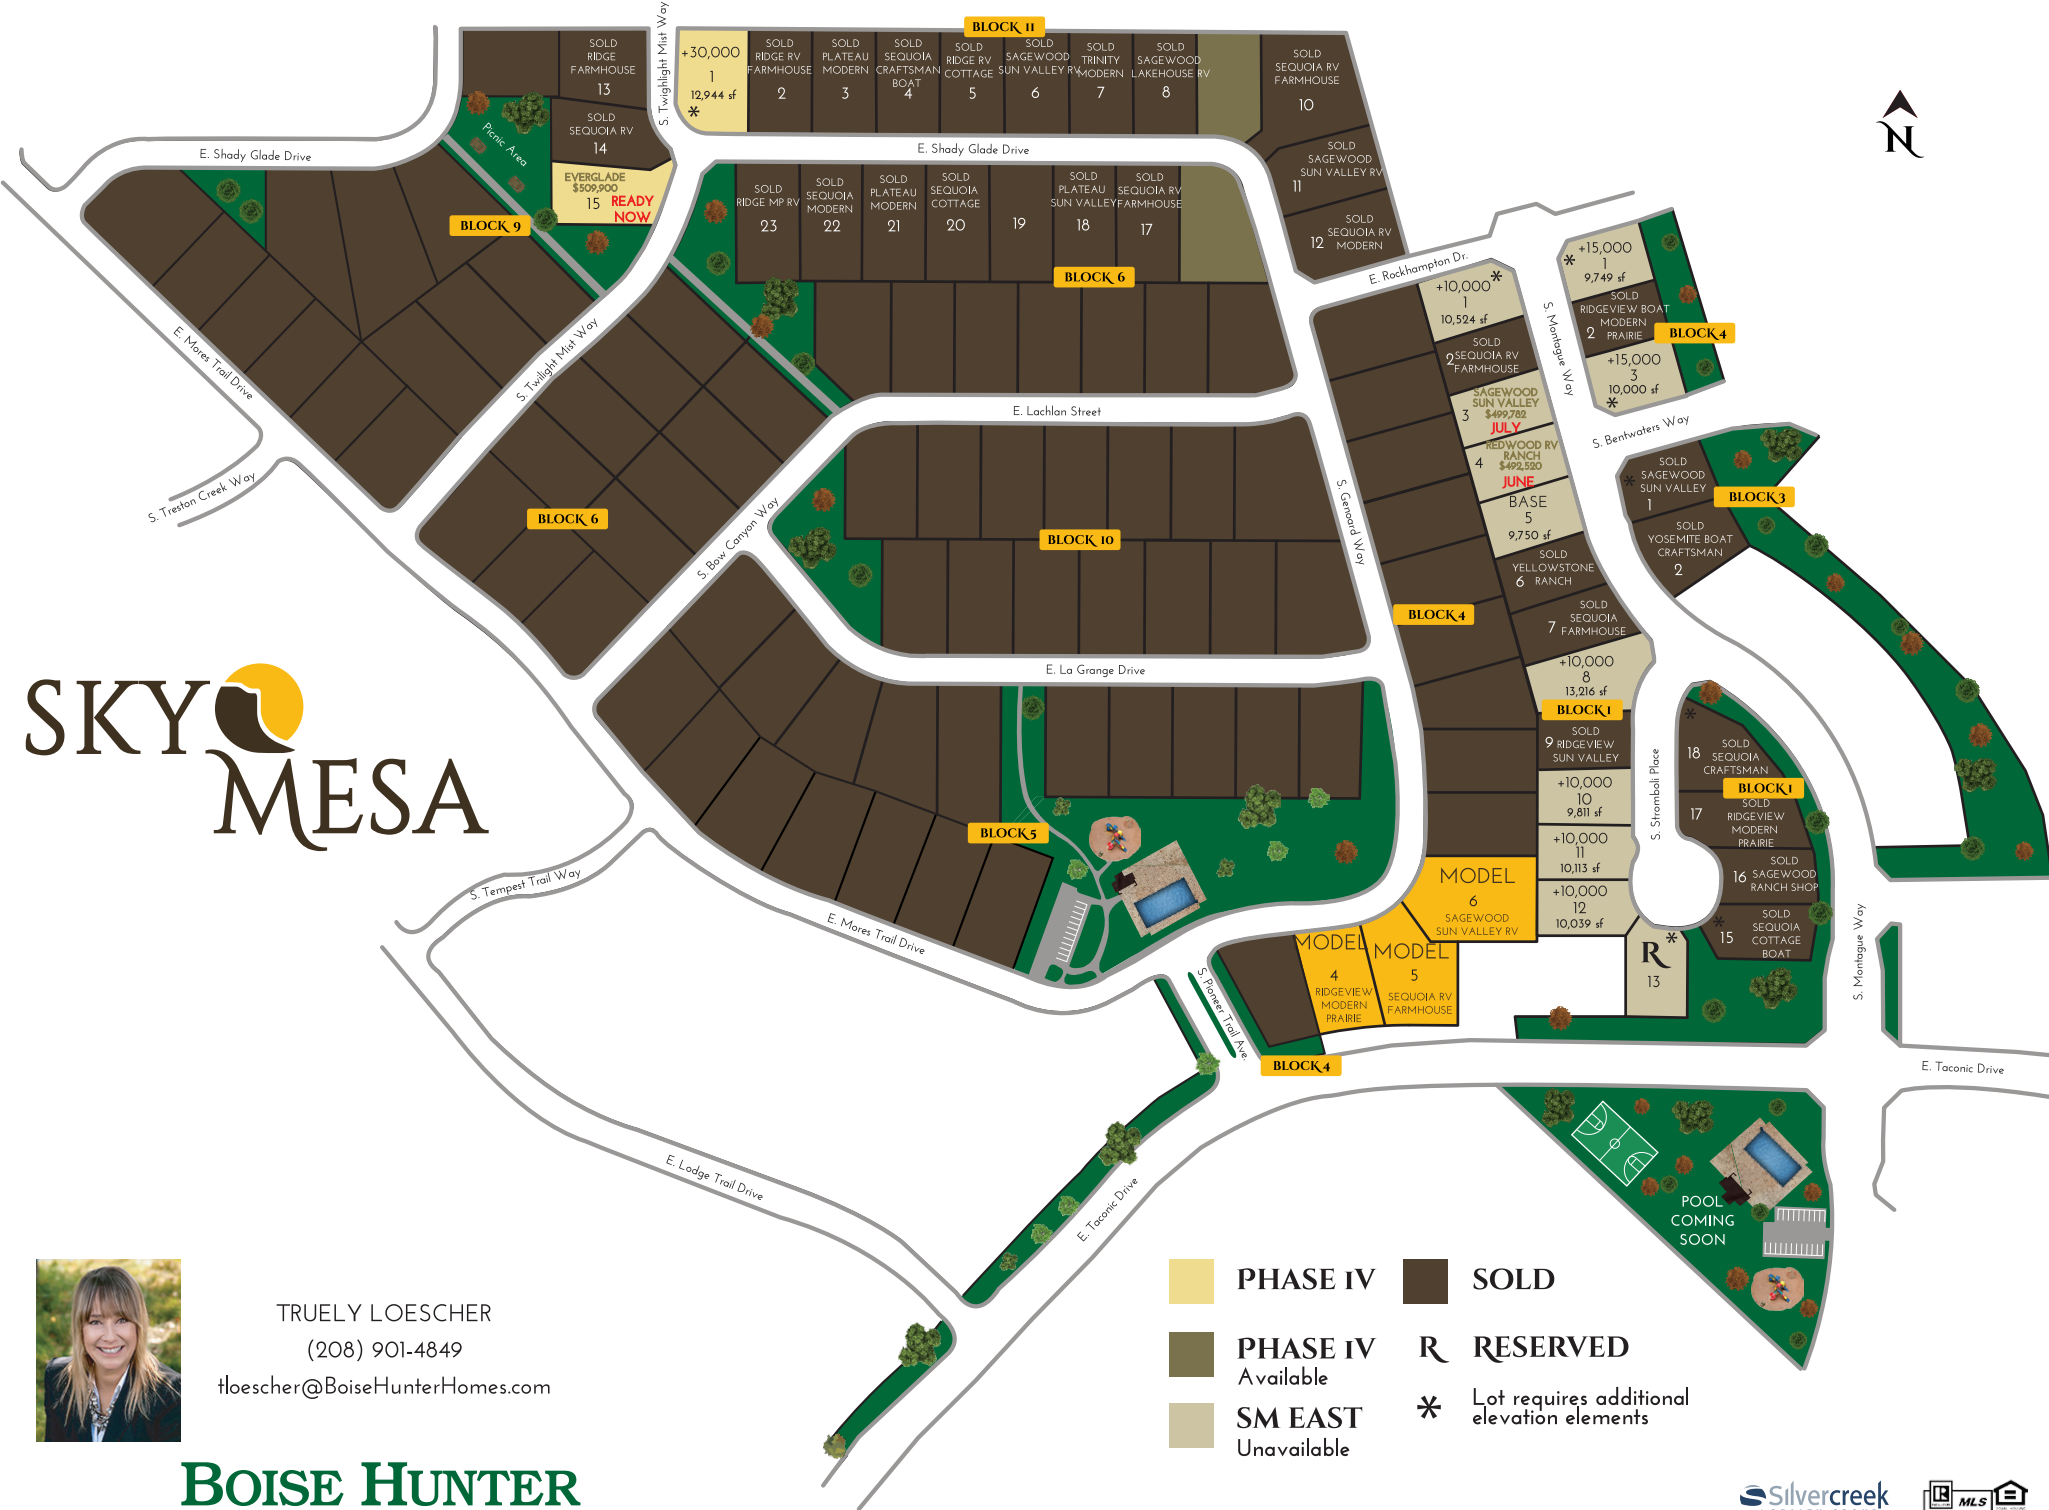 BLOCK 11
S. Twighlight Mist Way
SOLD
RIDGE
FARMHOUSE
13
+30,000
1
12,944 sf
*
SOLD
RIDGE RV
FARMHOUSE
2
SOLD
PLATEAU
MODERN
3
SOLD
SEQUOIA
CRAFTSMAN
BOAT
4
SOLD
RIDGE RV
COTTAGE
5
SOLD
SAGEWOOD
SUN VALLEY RV
6
SOLD
TRINITY
MODERN
7
SOLD
SAGEWOOD
LAKEHOUSE RV
8
SOLD
SEQUOIA RV
FARMHOUSE
10
N
SOLD
SEQUOIA RV
14
Picnic Area
E. Shady Glade Drive
E. Shady Glade Drive
SOLD
SAGEWOOD
SUN VALLEY RV
11
SOLD
SEQUOIA RV
MODERN
12
EVERGLADE
$509,900
15 READY
NOW
BLOCK 9
SOLD
RIDGE MP RV
23
SOLD
SEQUOIA
MODERN
22
SOLD
PLATEAU
MODERN
21
SOLD
SEQUOIA
COTTAGE
20
19
SOLD
PLATEAU
SUN VALLEY
18
SOLD
SEQUOIA RV
FARMHOUSE
17
BLOCK 6
E. Rockhampton Dr.
+10,000
*
1
10,524 sf
SOLD
2 SEQUOIA RV
FARMHOUSE
SAGEWOOD
SUN VALLEY
3 $499,782
JULY
REDWOOD RV
RANCH
4 $492,520
JUNE
BASE
5
9,750 sf
SOLD
YELLOWSTONE
6 RANCH
SOLD
SEQUOIA
7 FARMHOUSE
+10,000
8
13,216 sf
BLOCK 1
SOLD
9 RIDGEVIEW
SUN VALLEY
+10,000
10
9,811 sf
+10,000
11
10,113 sf
+10,000
12
10,039 sf
R *
13
S. Montague Way
+15,000
* 1
9,749 sf
SOLD
RIDGEVIEW BOAT
MODERN
2 PRAIRIE
BLOCK 4
+15,000
3
10,000 sf
*
S. Bentwaters Way
SOLD
* SAGEWOOD
SUN VALLEY
1
BLOCK 3
SOLD
YOSEMITE BOAT
CRAFTSMAN
2
E. Mores Trail Drive
S. Twilight Mist Way
E. Lachlan Street
S. Treston Creek Way
BLOCK 6
S. Bow Canyon Way
BLOCK 10
S. Genoard Way
BLOCK 4
E. La Grange Drive
SKY
MESA
S. Stromboli Place
*
18 SOLD
SEQUOIA
CRAFTSMAN
BLOCK 1
17 SOLD
RIDGEVIEW
MODERN
PRAIRIE
SOLD
16 SAGEWOOD
RANCH SHOP
*
SOLD
15 SEQUOIA
COTTAGE
BOAT
BLOCK 5
S. Tempest Trail Way
E. Mores Trail Drive
MODEL
6
SAGEWOOD
SUN VALLEY RV
MODEL
4
RIDGEVIEW
MODERN
PRAIRIE
MODEL
5
SEQUOIA RV
FARMHOUSE
S. Montague Way
S. Pioneer Trail Ave.
BLOCK 4
E. Taconic Drive
E. Lodge Trail Drive
E. Taconic Drive
POOL
COMING
SOON
TRUELY LOESCHER
(208) 901-4849
tloescher@BoiseHunterHomes.com
BOISE HUNTER
PHASE IV
SOLD
PHASE IV
Available
R RESERVED
SM EAST
Unavailable
* Lot requires additional
elevation elements
Silvercreek
R MLS